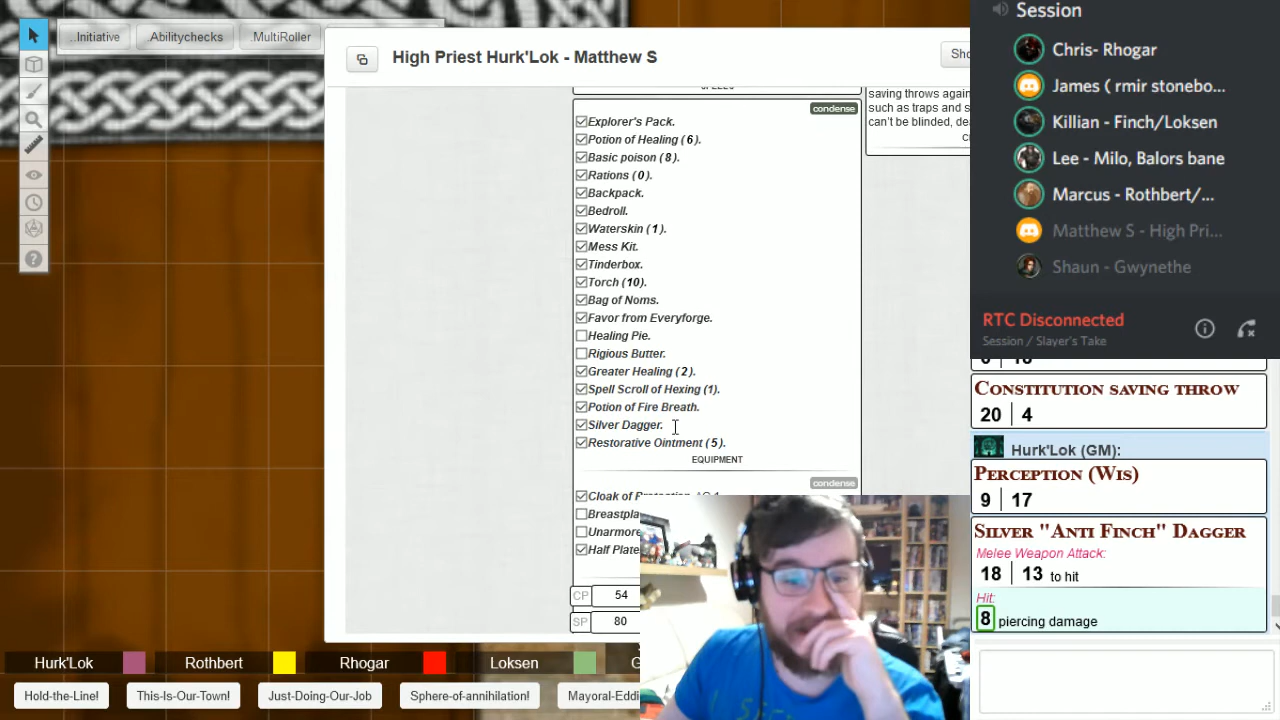 ..Initiative
.Abilitychecks
.MultiRoller
High Priest Hurk'Lok - Matthew S
condense
Explorer's Pack.
Potion of Healing (6).
Basic poison (8).
Rations (0).
Backpack.
Bedroll.
Waterskin (1).
Mess Kit.
Tinderbox.
Torch (10).
Bag of Noms.
Favor from Everyforge.
Healing Pie.
Rigious Butter.
Greater Healing (2).
Spell Scroll of Hexing (1).
Potion of Fire Breath.
Silver Dagger.
Restorative Ointment (5).
EQUIPMENT
condense
Cloak of
Half Plate
CP 54
SP 80
saving throws again
such as traps and s
can't be blinded, de
Session
Chris- Rhogar
James ( rmir stonebo...
Killian - Finch/Loksen
Lee - Milo, Balors bane
Marcus - Rothbert/...
Matthew S - High Pri...
Shaun - Gwynethe
RTC Disconnected
Session / Slayer's Take
CONSTITUTION SAVING THROW
20 | 4
Hurk'Lok (GM):
PERCEPTION (WIS)
9 | 17
SILVER "ANTI FINCH" DAGGER
Melee Weapon Attack:
18 | 13 to hit
Hit:
8 piercing damage
Hurk'Lok
Rothbert
Rhogar
Loksen
Hold-the-Line!
This-Is-Our-Town!
Just-Doing-Our-Job
Sphere-of-annihilation!
Mayoral-Eddi